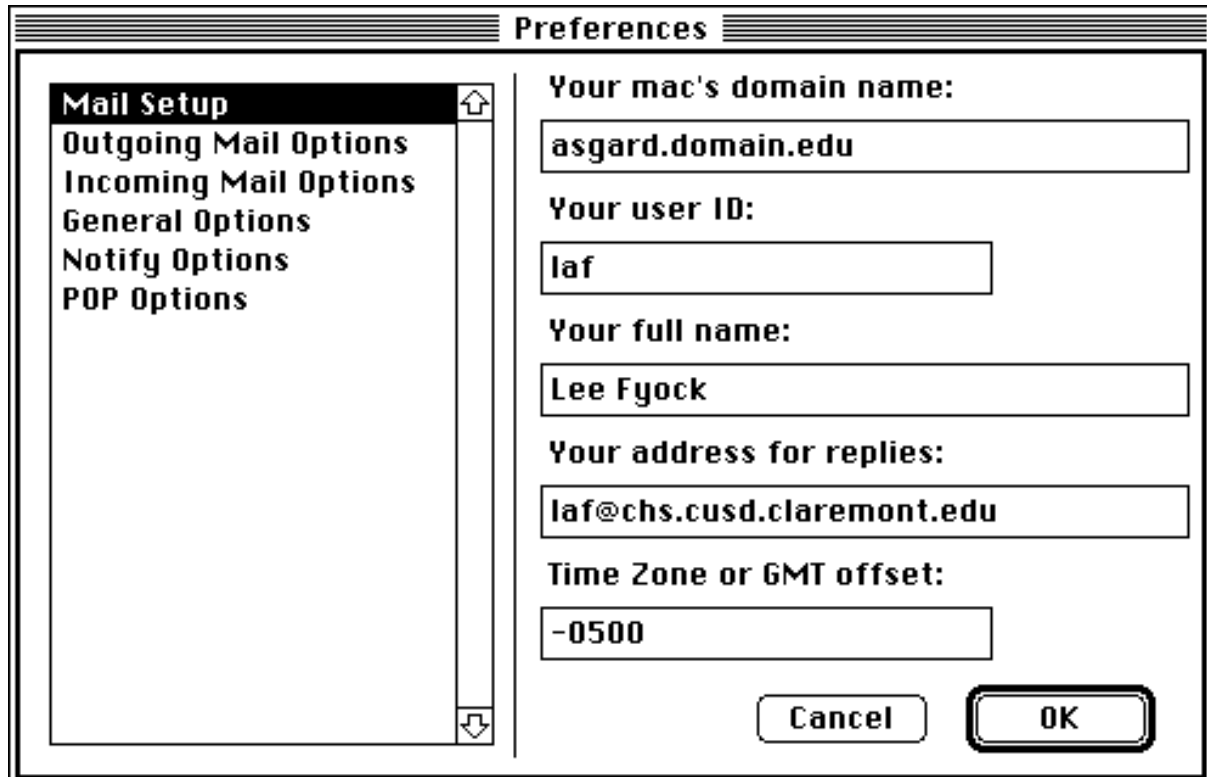 Preferences
Mail Setup
Outgoing Mail Options
Incoming Mail Options
General Options
Notify Options
POP Options
Your mac's domain name:
asgard.domain.edu
Your user ID:
laf
Your full name:
Lee Fyock
Your address for replies:
laf@chs.cusd.claremont.edu
Time Zone or GMT offset:
-0500
Cancel
OK